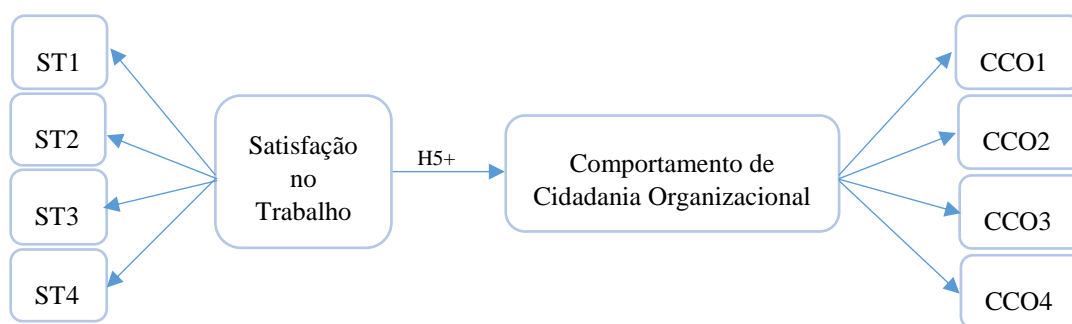 ST1
ST2
ST3
ST4
Satisfação
no
Trabalho
H5+
Comportamento de
Cidadania Organizacional
CCO1
CCO2
CCO3
CCO4